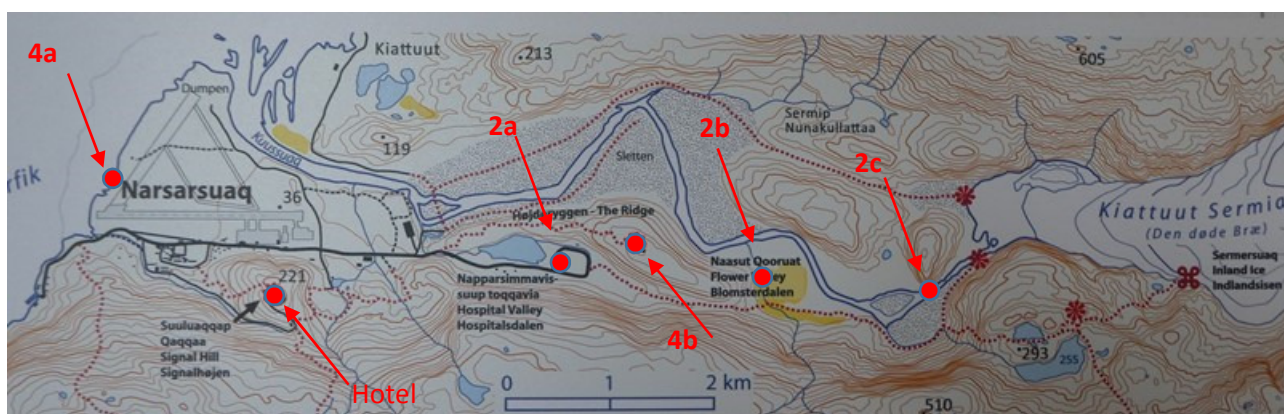 4a
Kiattuut
213
605
Dumpen
2a
2b
2c
Kuussuaq
119
Sletten
Sermip
Nunakullattaa
rfik
Narsarsuaq
36
Højderyggen - The Ridge
Kiattuut Sermia
(Den døde Bræ)
Naasut Qooruat
Flower Valley
Blomsterdalen
Sermersuaq
Inland Ice
Indlandsisen
221
Napparsimmavis-
suup toqqavia
Hospital Valley
Hospitalsdalen
Suuluaqqap
Qaqqaa
Signal Hill
Signalhøjen
4b
293
255
0 1 2 km
Hotel
510